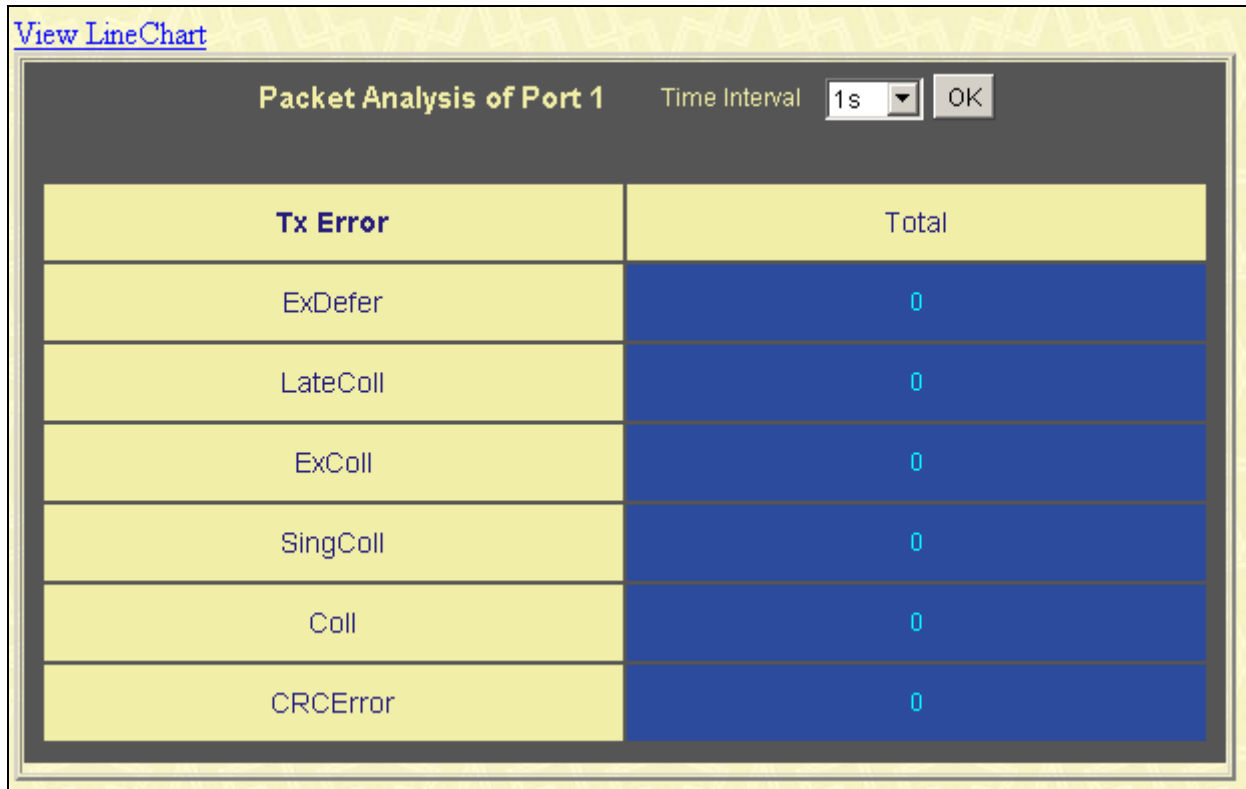 View LineChart
Packet Analysis of Port 1 Time Interval 1s OK
Tx Error Total
ExDefer 0
LateColl 0
ExColl 0
SingColl 0
Coll 0
CRCError 0